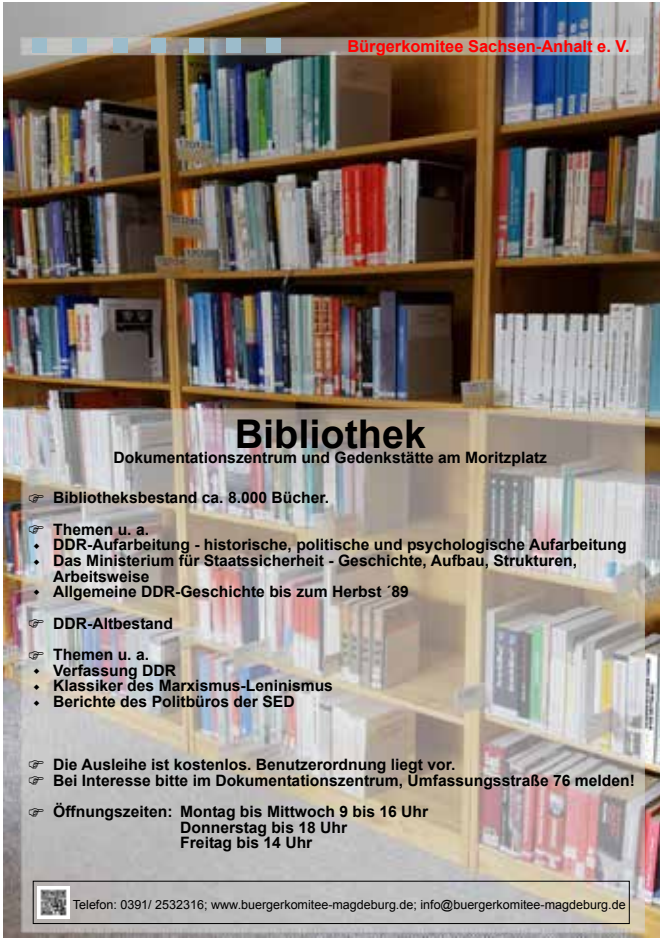 Bürgerkomitee Sachsen-Anhalt e. V.
Bibliothek
Dokumentationszentrum und Gedenkstätte am Moritzplatz
☞ Bibliotheksbestand ca. 8.000 Bücher.
☞ Themen u. a.
◆ DDR-Aufarbeitung - historische, politische und psychologische Aufarbeitung
◆ Das Ministerium für Staatssicherheit - Geschichte, Aufbau, Strukturen,
Arbeitsweise
◆ Allgemeine DDR-Geschichte bis zum Herbst ´89
☞ DDR-Altbestand
☞ Themen u. a.
◆ Verfassung DDR
◆ Klassiker des Marxismus-Leninismus
◆ Berichte des Politbüros der SED
☞ Die Ausleihe ist kostenlos. Benutzerordnung liegt vor.
☞ Bei Interesse bitte im Dokumentationszentrum, Umfassungsstraße 76 melden!
☞ Öffnungszeiten: Montag bis Mittwoch 9 bis 16 Uhr
Donnerstag bis 18 Uhr
Freitag bis 14 Uhr
Telefon: 0391/ 2532316; www.buergerkomitee-magdeburg.de; info@buergerkomitee-magdeburg.de